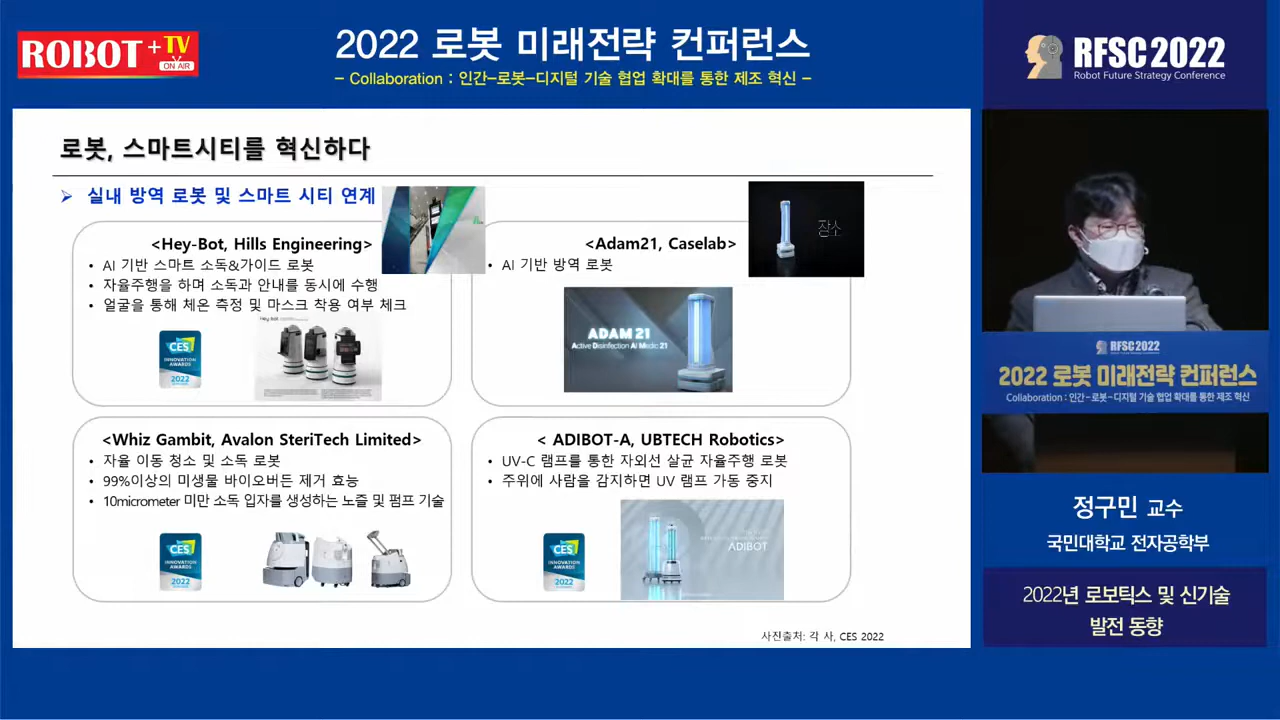 ROBOT+TV
ON AIR
2022 로봇 미래전략 컨퍼런스
– Collaboration : 인간–로봇–디지털 기술 협업 확대를 통한 제조 혁신 –
RFSC 2022
Robot Future Strategy Conference
로봇, 스마트시티를 혁신하다
➢ 실내 방역 로봇 및 스마트 시티 연계
<Hey-Bot, Hills Engineering>
• AI 기반 스마트 소독&가이드 로봇
• 자율주행을 하며 소독과 안내를 동시에 수행
• 얼굴을 통해 체온 측정 및 마스크 착용 여부 체크
CES
INNOVATION
AWARDS
2022
Hey-bot
<Adam21, Caselab>
• AI 기반 방역 로봇
장소
ADAM 21
Active Disinfection AI Medic 21
<Whiz Gambit, Avalon SteriTech Limited>
• 자율 이동 청소 및 소독 로봇
• 99%이상의 미생물 바이오버든 제거 효능
• 10micrometer 미만 소독 입자를 생성하는 노즐 및 펌프 기술
CES
INNOVATION
AWARDS
2022
< ADIBOT-A, UBTECH Robotics>
• UV-C 램프를 통한 자외선 살균 자율주행 로봇
• 주위에 사람을 감지하면 UV 램프 가동 중지
CES
INNOVATION
AWARDS
2022
ADIBOT
사진출처: 각 사, CES 2022
RFSC 2022
2022 로봇 미래전략 컨퍼런스
Collaboration : 인간–로봇–디지털 기술 협업 확대를 통한 제조 혁신
정구민 교수
국민대학교 전자공학부
2022년 로보틱스 및 신기술
발전 동향